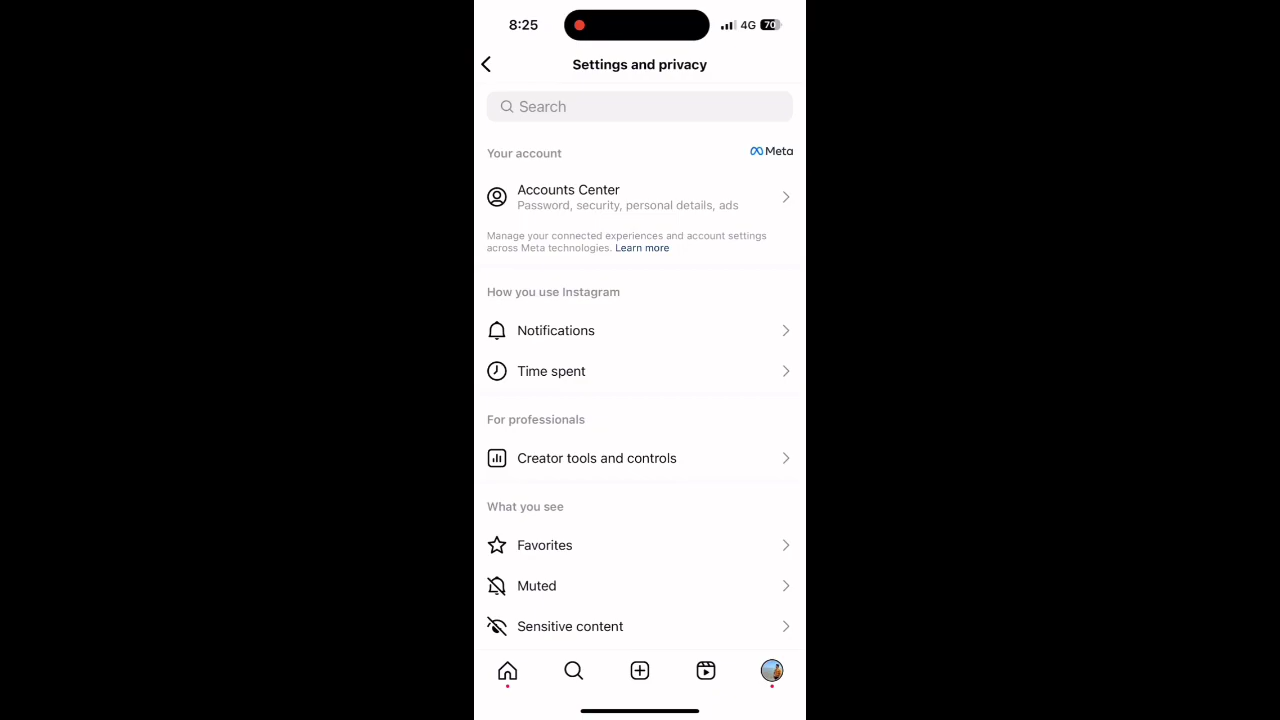 8:25
4G 70
Settings and privacy
Search
Your account
Meta
Accounts Center
Password, security, personal details, ads
Manage your connected experiences and account settings
across Meta technologies. Learn more
How you use Instagram
Notifications
Time spent
For professionals
Creator tools and controls
What you see
Favorites
Muted
Sensitive content